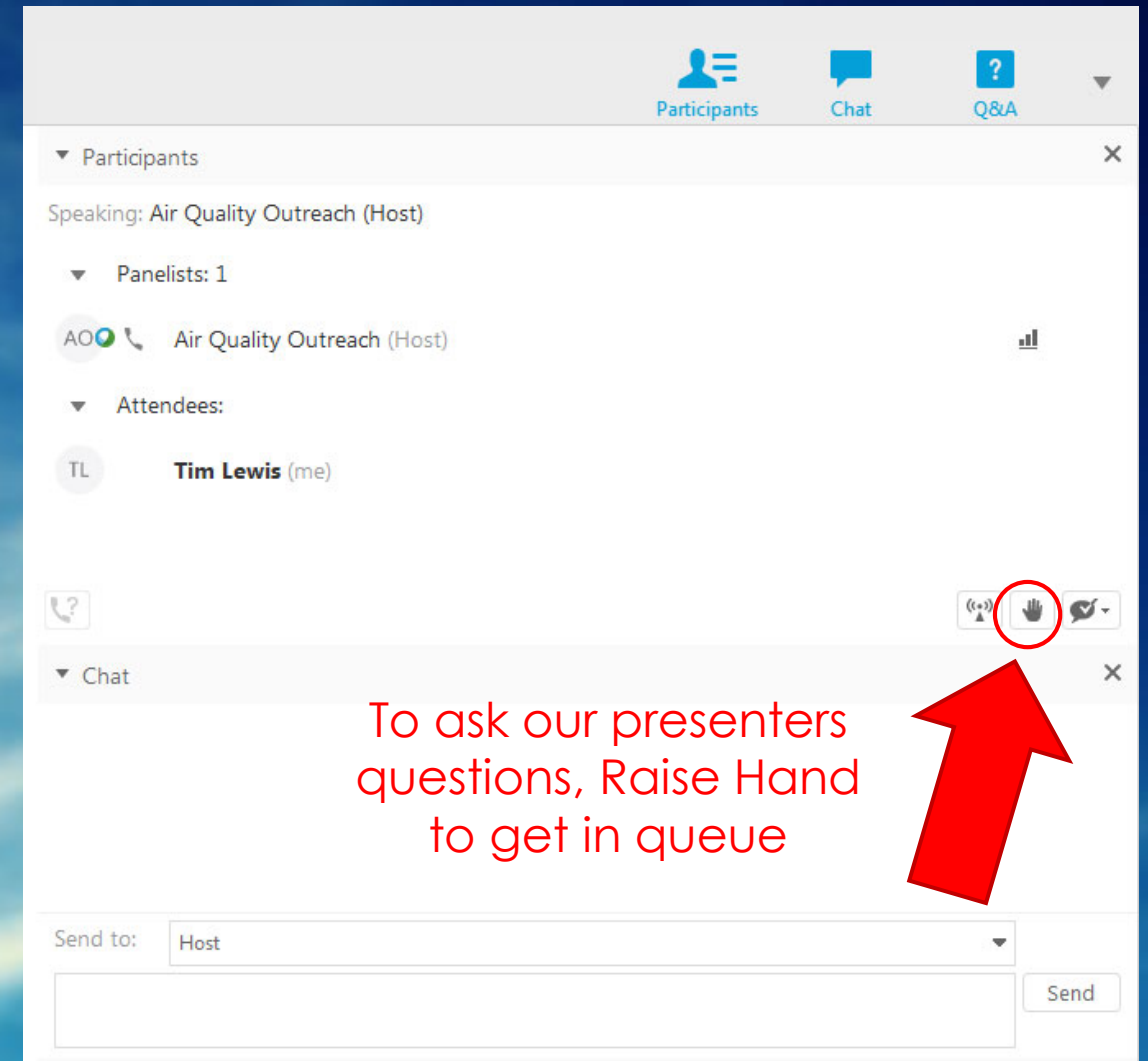 Participants Chat Q&A
Participants
Speaking: Air Quality Outreach (Host)
Panelists: 1
AO Air Quality Outreach (Host)
Attendees:
TL Tim Lewis (me)
Chat
To ask our presenters
questions, Raise Hand
to get in queue
Send to: Host
Send